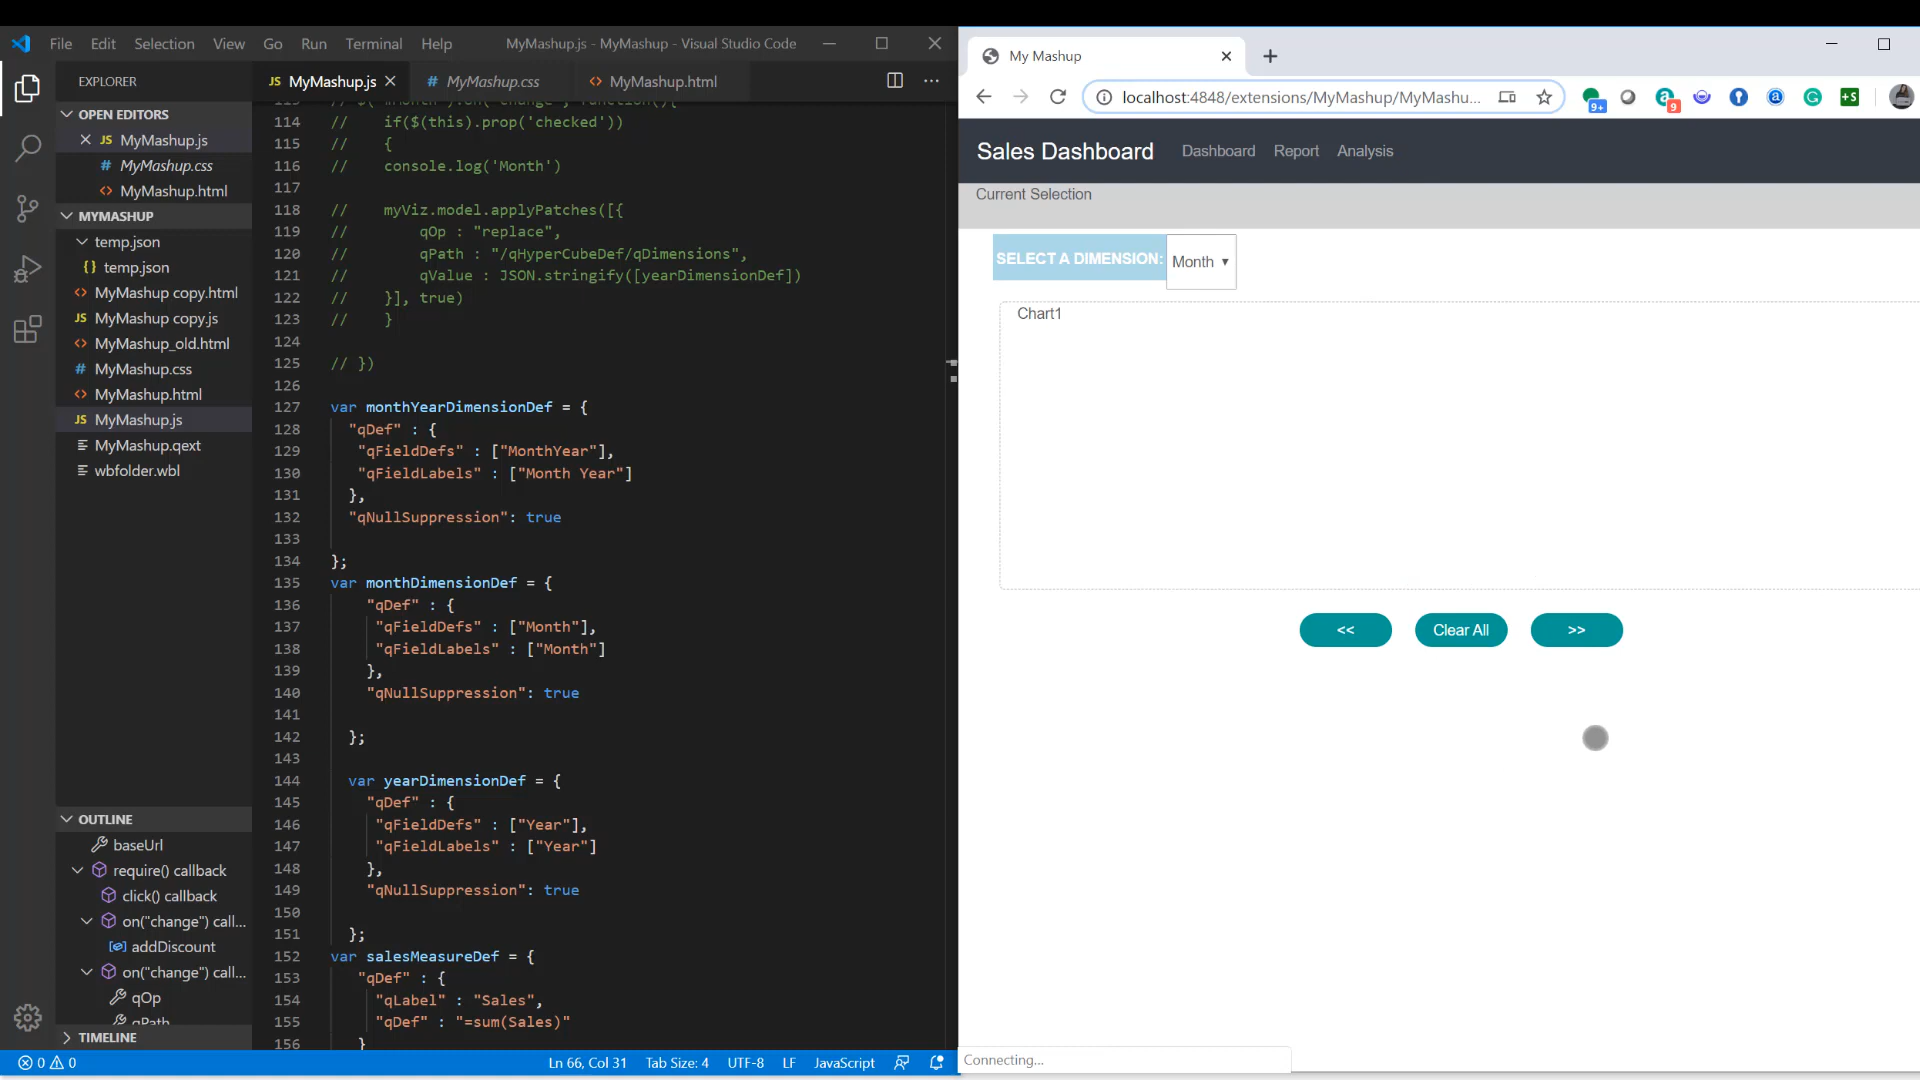 File Edit Selection View Go Run Terminal Help
MyMashup.js - MyMashup - Visual Studio Code
EXPLORER
OPEN EDITORS
JS MyMashup.js
# MyMashup.css
<> MyMashup.html
MYMASHUP
temp.json
{} temp.json
<> MyMashup copy.html
JS MyMashup copy.js
<> MyMashup_old.html
# MyMashup.css
<> MyMashup.html
JS MyMashup.js
MyMashup.qext
wbfolder.wbl
OUTLINE
baseUrl
require() callback
click() callback
on("change") call...
addDiscount
on("change") call...
qOp
qPath
TIMELINE
0 0
JS MyMashup.js # MyMashup.css <> MyMashup.html
114 // if($(this).prop('checked'))
115 // {
116 // console.log('Month')
117
118 // myViz.model.applyPatches([{
119 // qOp : "replace",
120 // qPath : "/qHyperCubeDef/qDimensions",
121 // qValue : JSON.stringify([yearDimensionDef])
122 // }], true)
123 // }
124
125 // })
126
127 var monthYearDimensionDef = {
128 "qDef" : {
129 "qFieldDefs" : ["MonthYear"],
130 "qFieldLabels" : ["Month Year"]
131 },
132 "qNullSuppression": true
133
134 };
135 var monthDimensionDef = {
136 "qDef" : {
137 "qFieldDefs" : ["Month"],
138 "qFieldLabels" : ["Month"]
139 },
140 "qNullSuppression": true
141
142 };
143
144 var yearDimensionDef = {
145 "qDef" : {
146 "qFieldDefs" : ["Year"],
147 "qFieldLabels" : ["Year"]
148 },
149 "qNullSuppression": true
150
151 };
152 var salesMeasureDef = {
153 "qDef" : {
154 "qLabel" : "Sales",
155 "qDef" : "=sum(Sales)"
156 }
Ln 66, Col 31 Tab Size: 4 UTF-8 LF JavaScript
My Mashup
localhost:4848/extensions/MyMashup/MyMashu...
9+
9
+S
Sales Dashboard Dashboard Report Analysis
Current Selection
SELECT A DIMENSION: Month
Chart1
<< Clear All >>
Connecting...